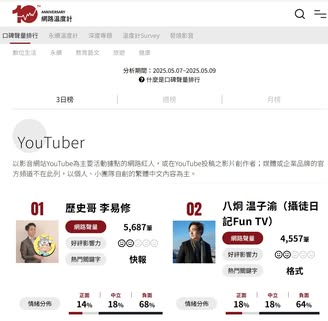 10
TH
ANNIVERSARY
網路溫度計
口碑聲量排行 永續溫度計 深度專題 溫度計Survey 發燒影音
數位生活 永續 教育藝文 旅遊 健康
分析期間：2025.05.07~2025.05.09
什麼是口碑聲量排行?
3日榜 週榜 月榜
YouTuber
以影音網站YouTube為主要活動據點的網路紅人，或在YouTube投稿之影片創作者；媒體或企業品牌的官
方頻道不在此列，以個人、小團隊自創的繁體中文內容為主。
01 歷史哥 李易修
網路聲量 5,687筆
好評影響力
熱門關鍵字 快報
正面 中立 負面
情緒分佈 14% 18% 68%
02 八炯 溫子渝（攝徒日
記Fun TV）
網路聲量 4,557筆
好評影響力
熱門關鍵字 格式
正面 中立 負面
情緒分佈 18% 18% 64%